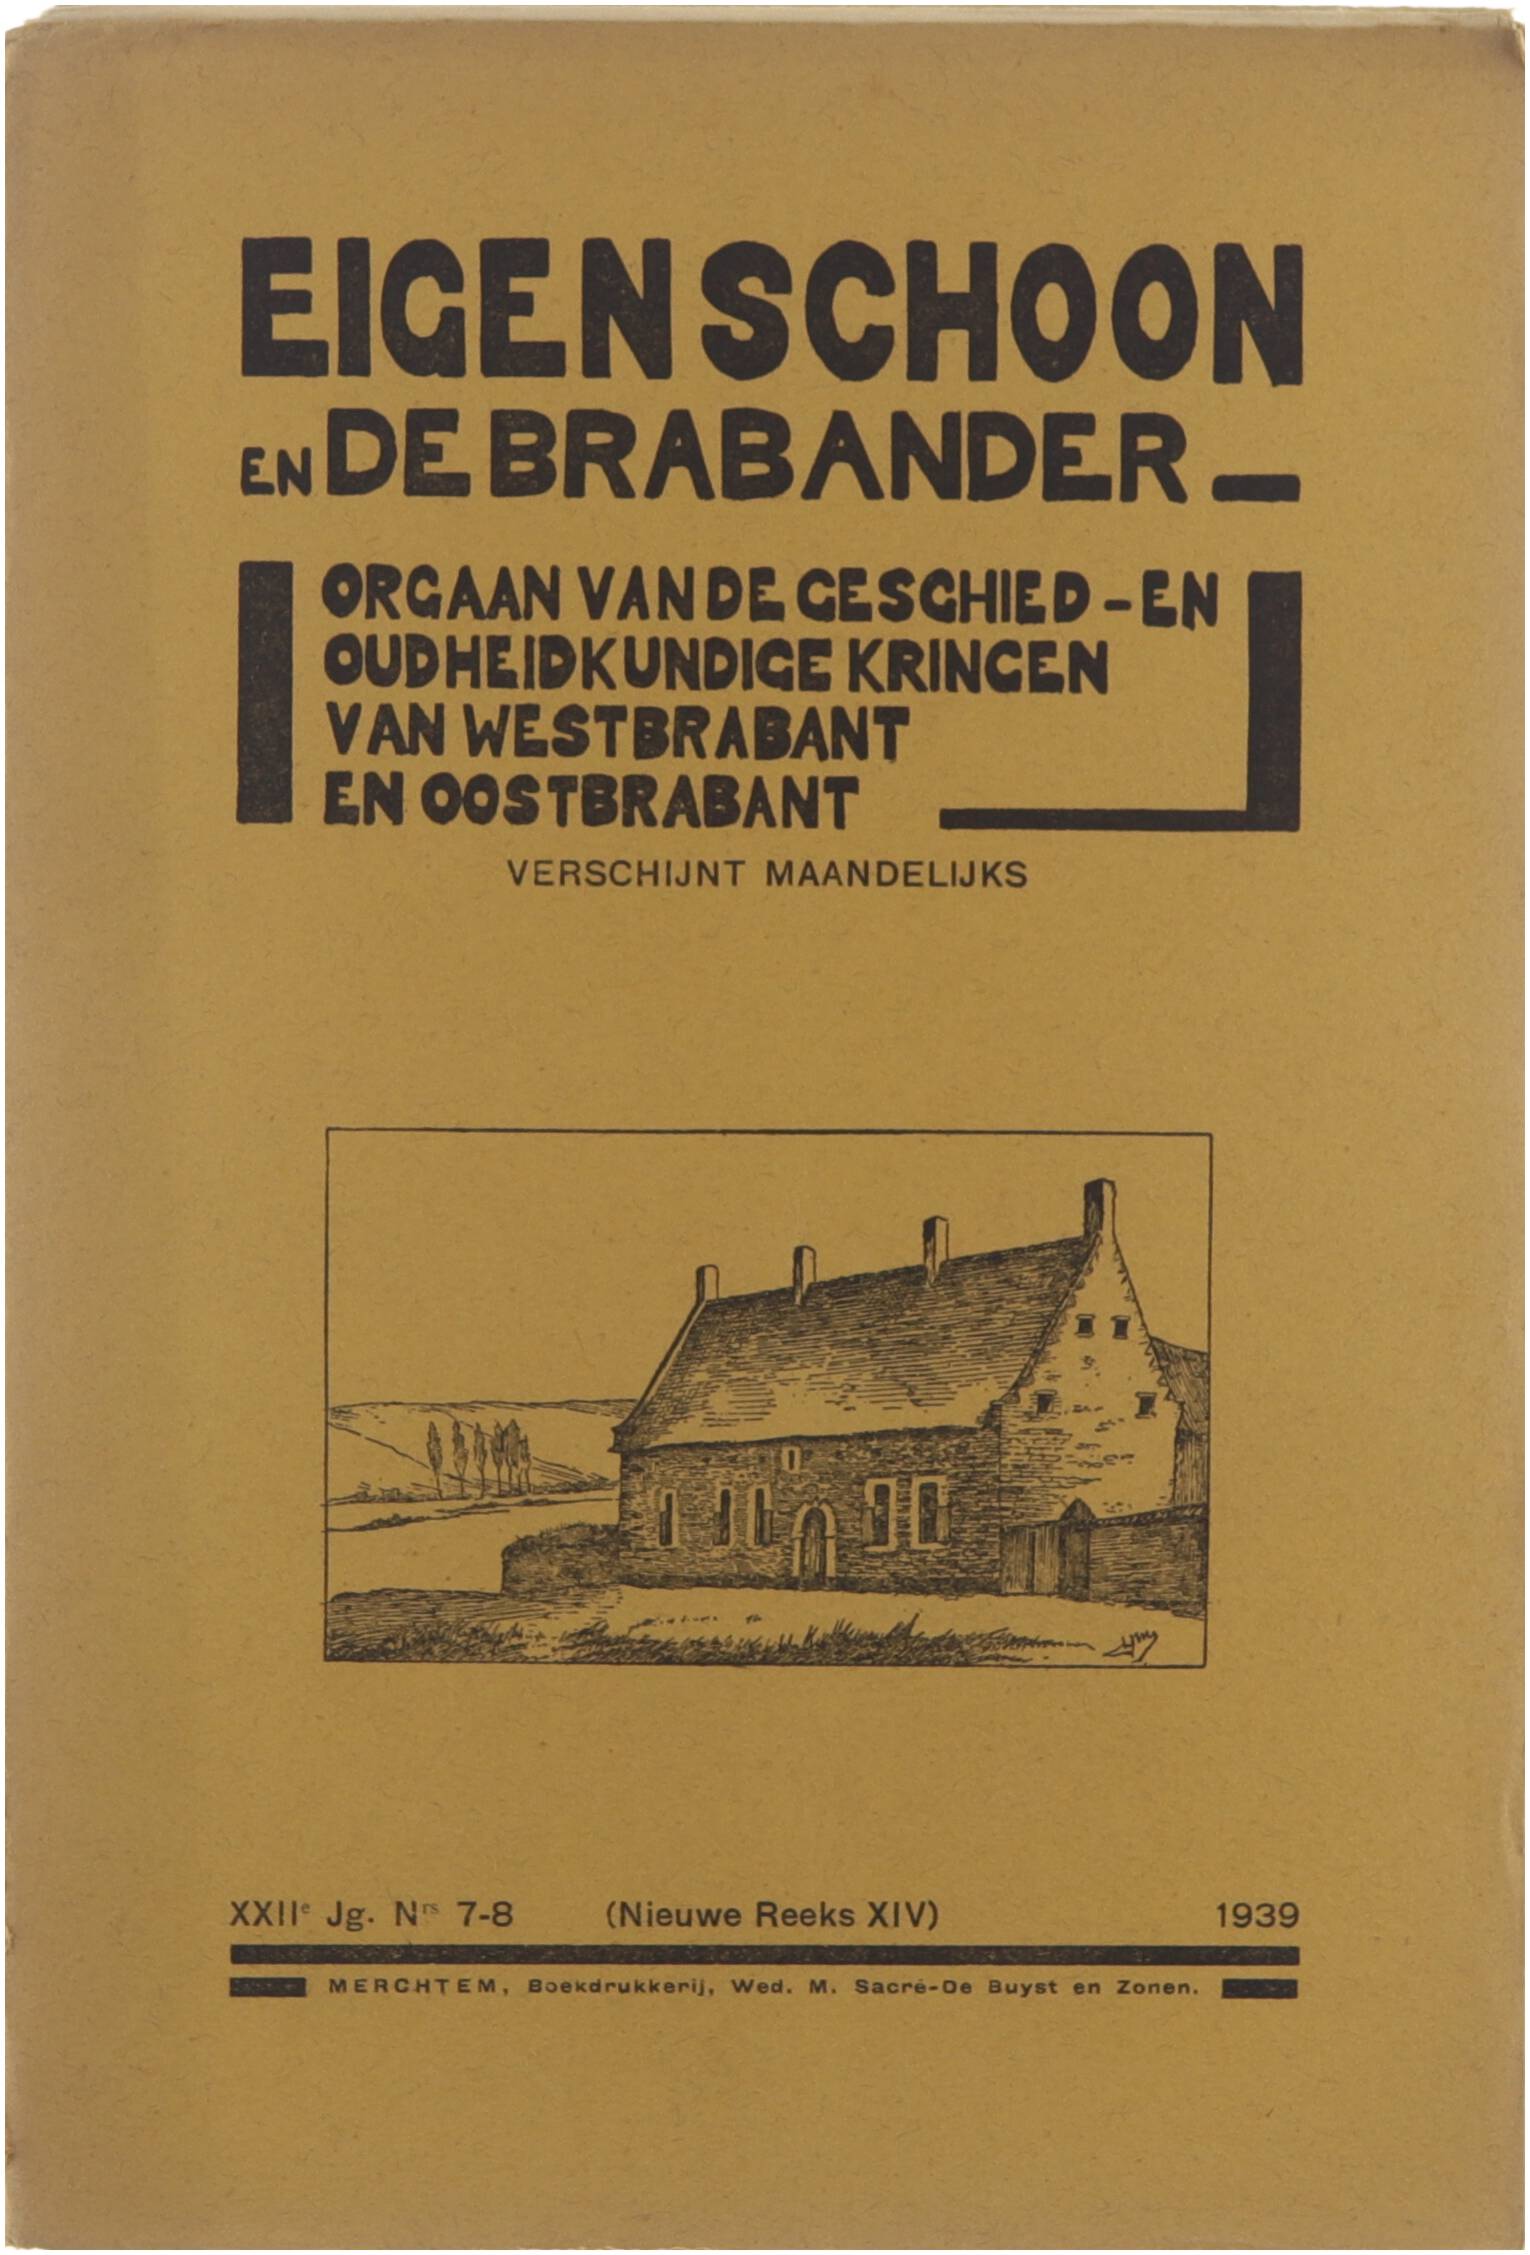 EIGEN SCHOON
EN DE BRABANDER
ORGAAN VAN DE GESCHIED-EN
OUDHEIDKUNDIGE KRINGEN
VAN WESTBRABANT
EN OOSTBRABANT
VERSCHIJNT MAANDELIJKS
XXIIe Jg. Nrs 7-8 (Nieuwe Reeks XIV) 1939
MERCHTEM, Boekdrukkerij, Wed. M. Sacré-De Buyst en Zonen.